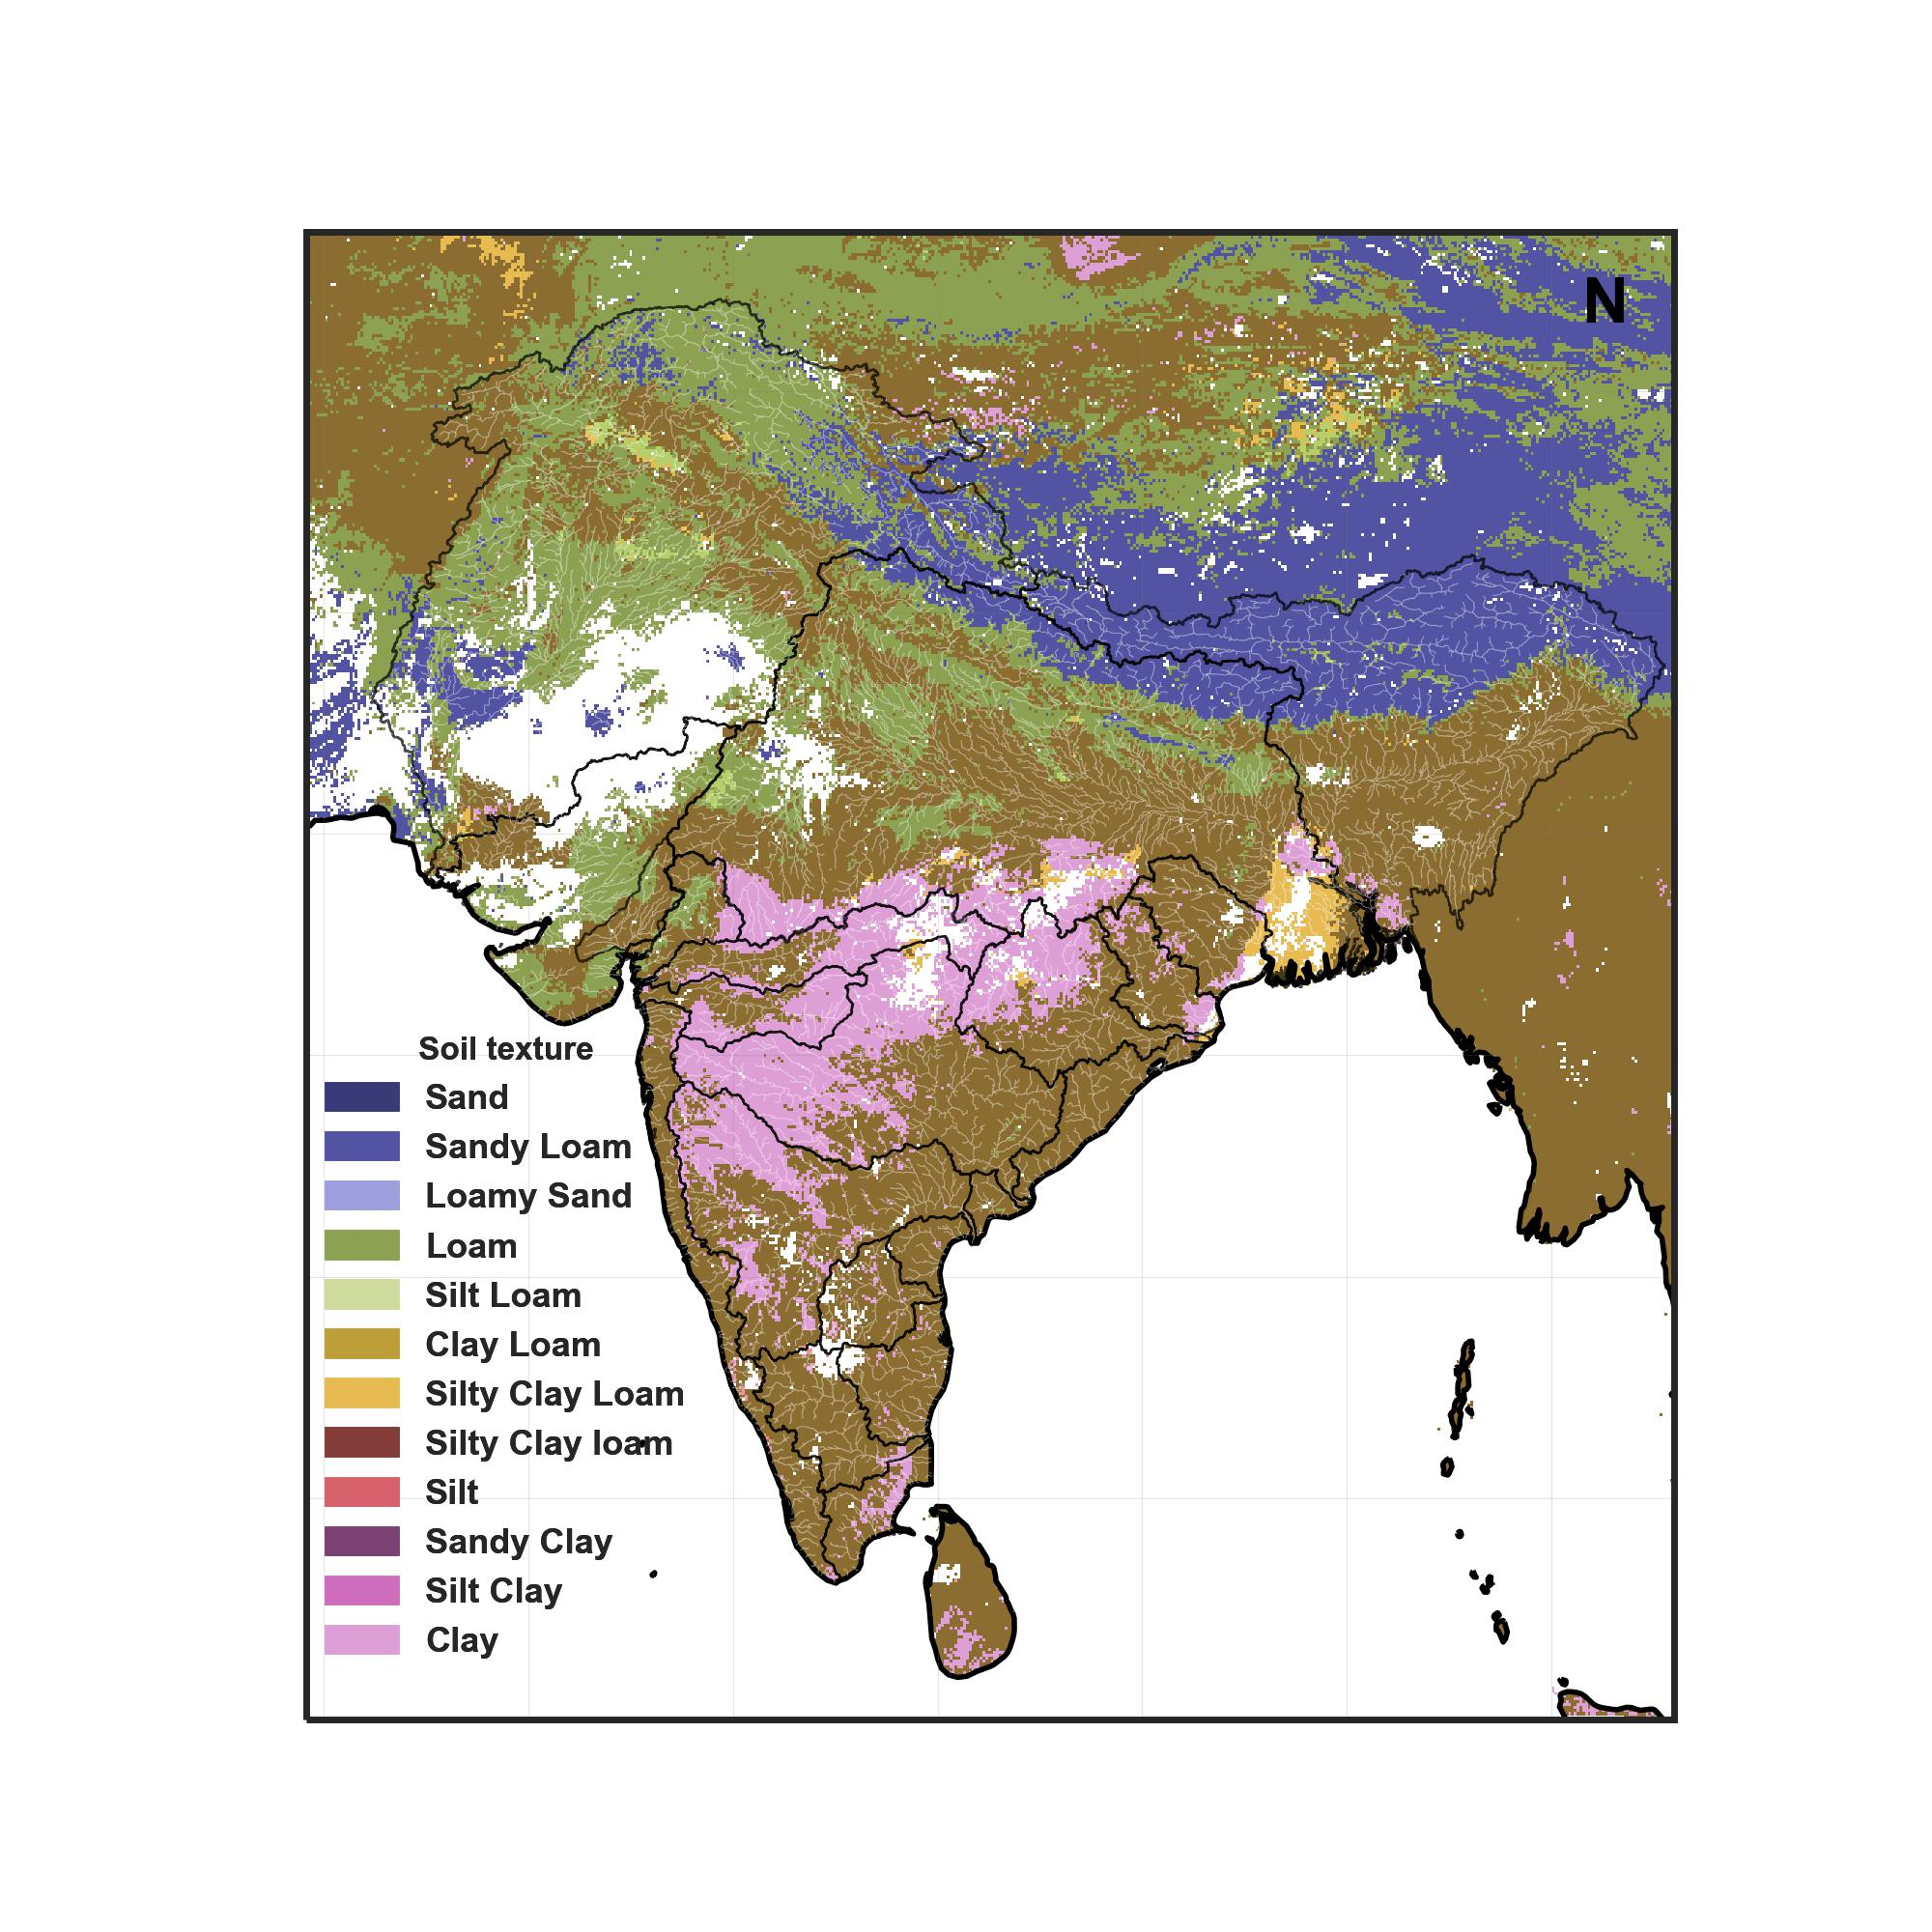 N
Soil texture
Sand
Sandy Loam
Loamy Sand
Loam
Silt Loam
Clay Loam
Silty Clay Loam
Silty Clay loam
Silt
Sandy Clay
Silt Clay
Clay